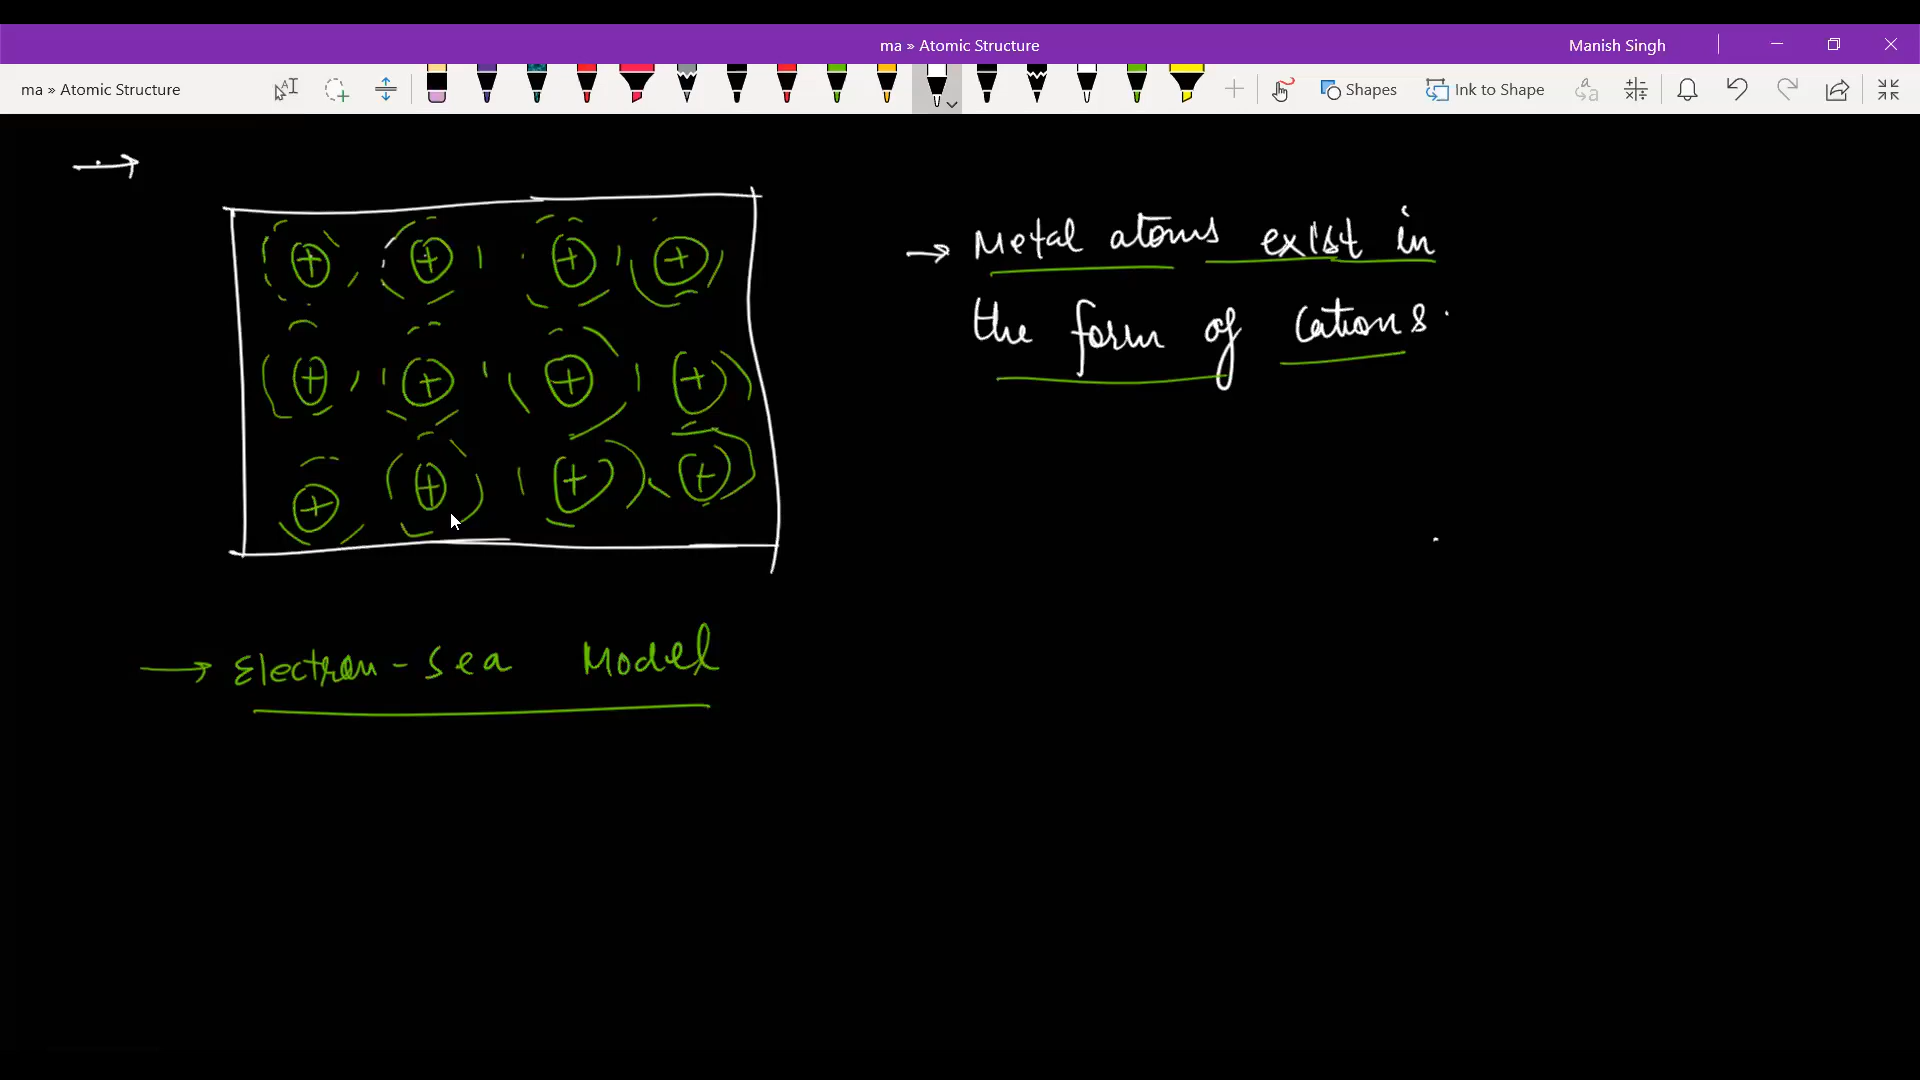 ma » Atomic Structure
Manish Singh
ma » Atomic Structure
Shapes
Ink to Shape
+ + + +
+ + + +
+ + + +
→ Metal atoms exist in
the form of cations.
→ Electron-Sea Model